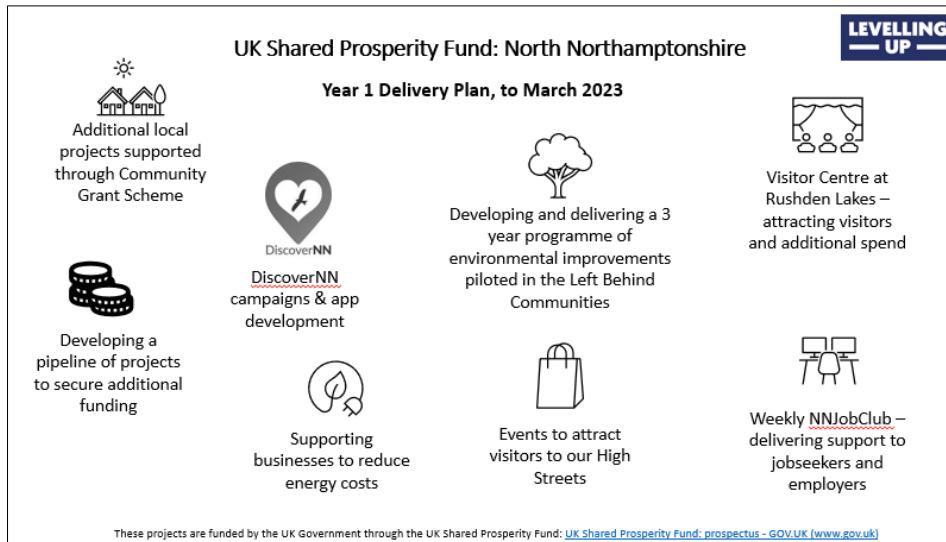 LEVELLING
UP
UK Shared Prosperity Fund: North Northamptonshire
Year 1 Delivery Plan, to March 2023
Additional local
projects supported
through Community
Grant Scheme
DiscoverNN
DiscoverNN
campaigns & app
development
Developing and delivering a 3
year programme of
environmental improvements
piloted in the Left Behind
Communities
Visitor Centre at
Rushden Lakes –
attracting visitors
and additional spend
Developing a
pipeline of projects
to secure additional
funding
Supporting
businesses to reduce
energy costs
Events to attract
visitors to our High
Streets
Weekly NNJobClub –
delivering support to
jobseekers and
employers
These projects are funded by the UK Government through the UK Shared Prosperity Fund: UK Shared Prosperity Fund: prospectus - GOV.UK (www.gov.uk)